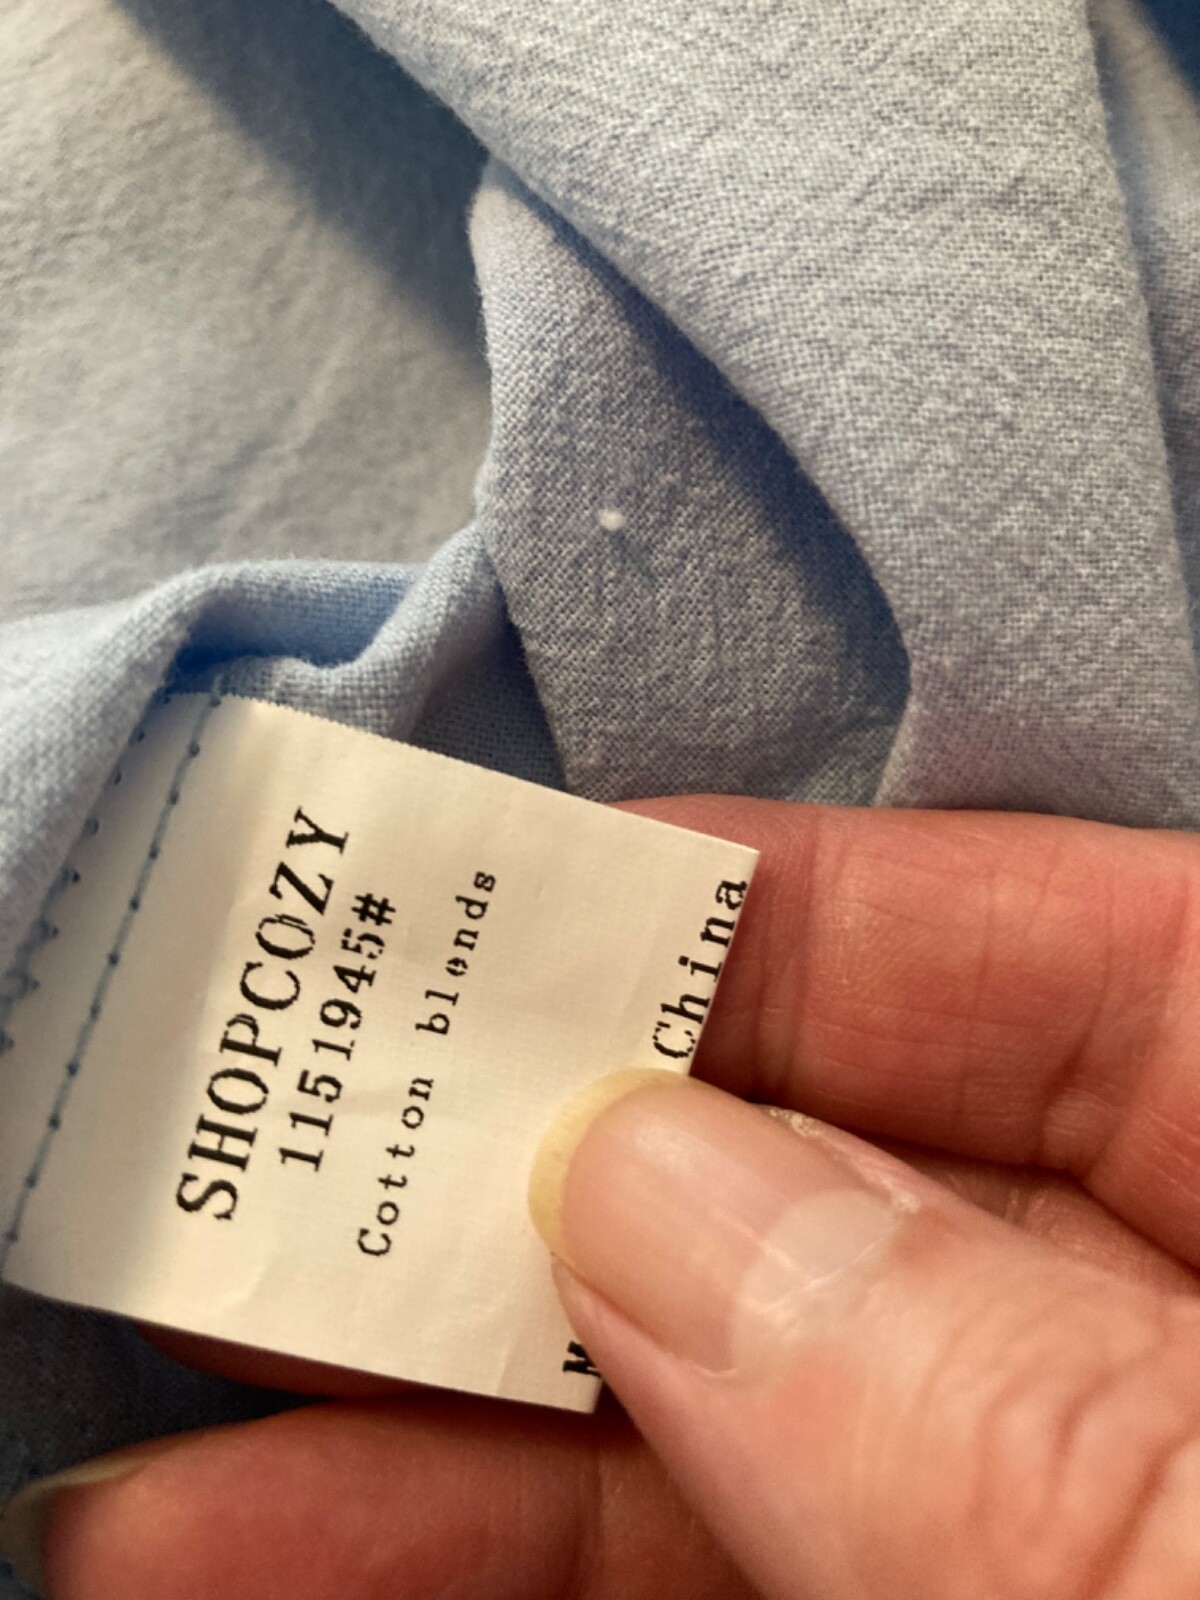 SHOPCOZY
1151945#
Cotton blends
M China